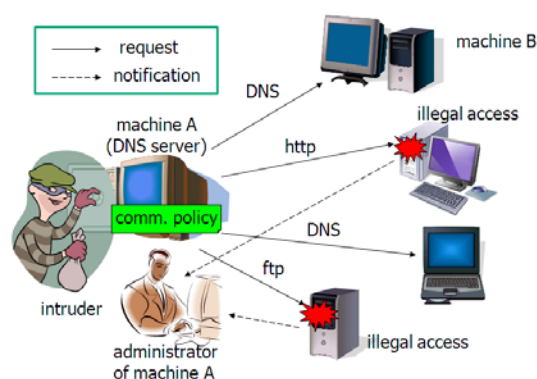 request
notification
machine B
DNS
illegal access
machine A
(DNS server)
http
comm. policy
DNS
ftp
intruder
illegal access
administrator
of machine A